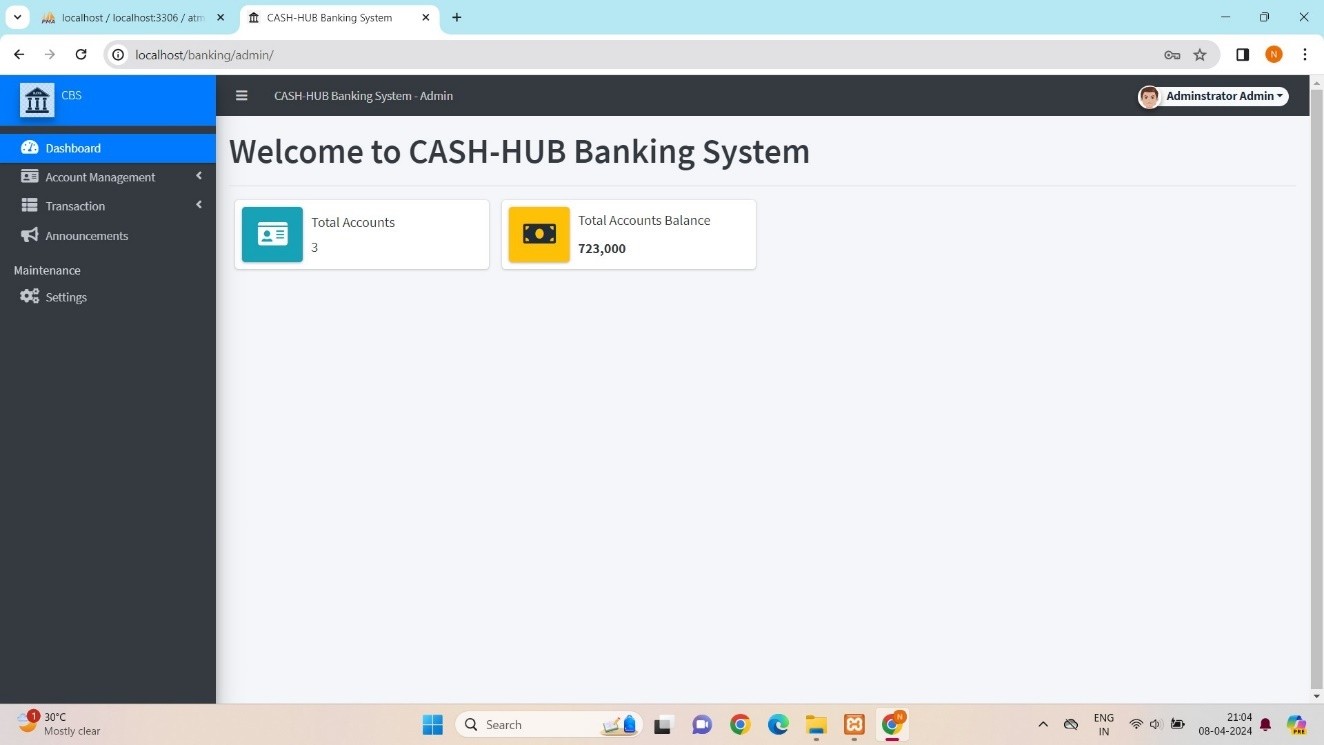 localhost / localhost:3306 / atm
CASH-HUB Banking System
localhost/banking/admin/
N
CBS
CASH-HUB Banking System - Admin
Adminstrator Admin
Dashboard
Account Management
Transaction
Announcements
Maintenance
Settings
Welcome to CASH-HUB Banking System
Total Accounts
3
Total Accounts Balance
723,000
1
30°C
Mostly clear
Search
N
ENG
IN
21:04
08-04-2024
PRE